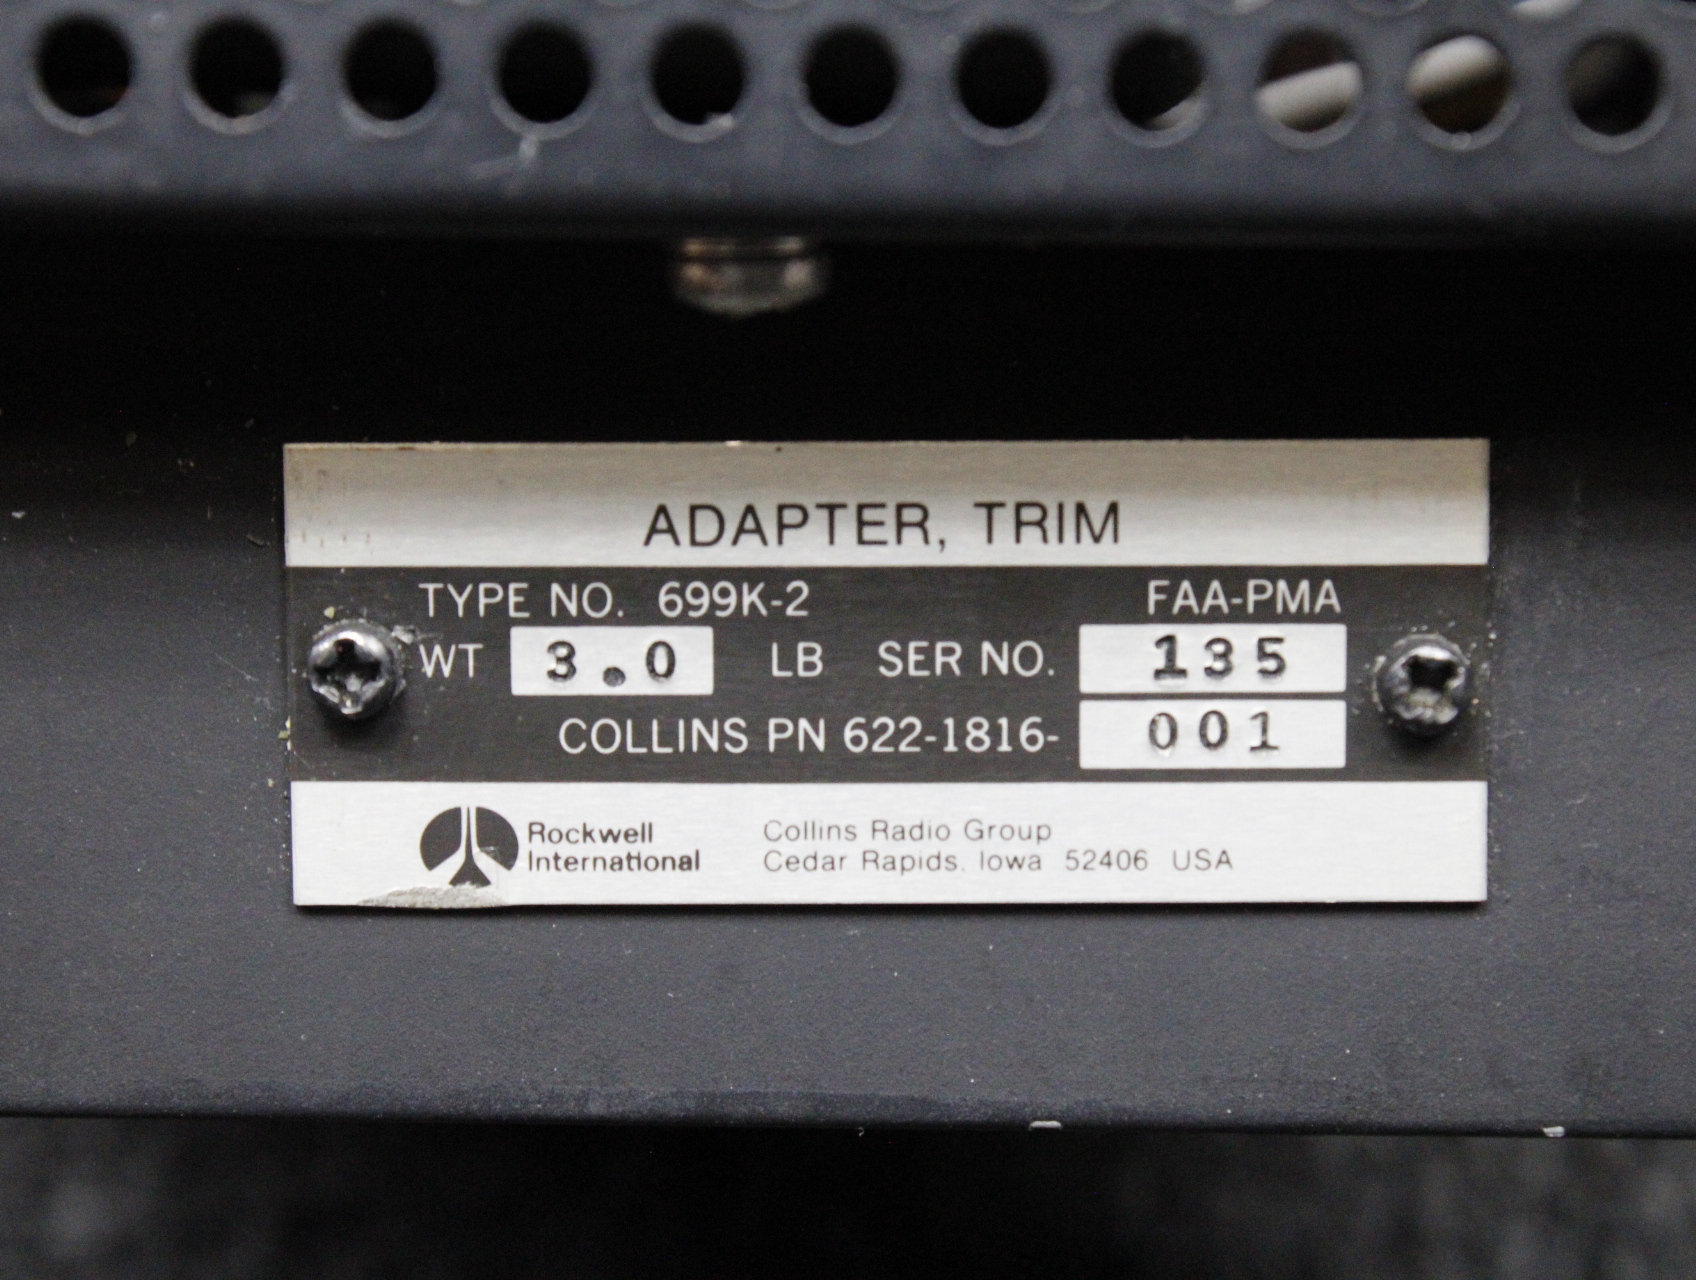 ADAPTER, TRIM
TYPE NO. 699K-2 FAA-PMA
WT 3.0 LB SER NO. 135
COLLINS PN 622-1816- 001
Rockwell International
Collins Radio Group
Cedar Rapids, Iowa 52406 USA